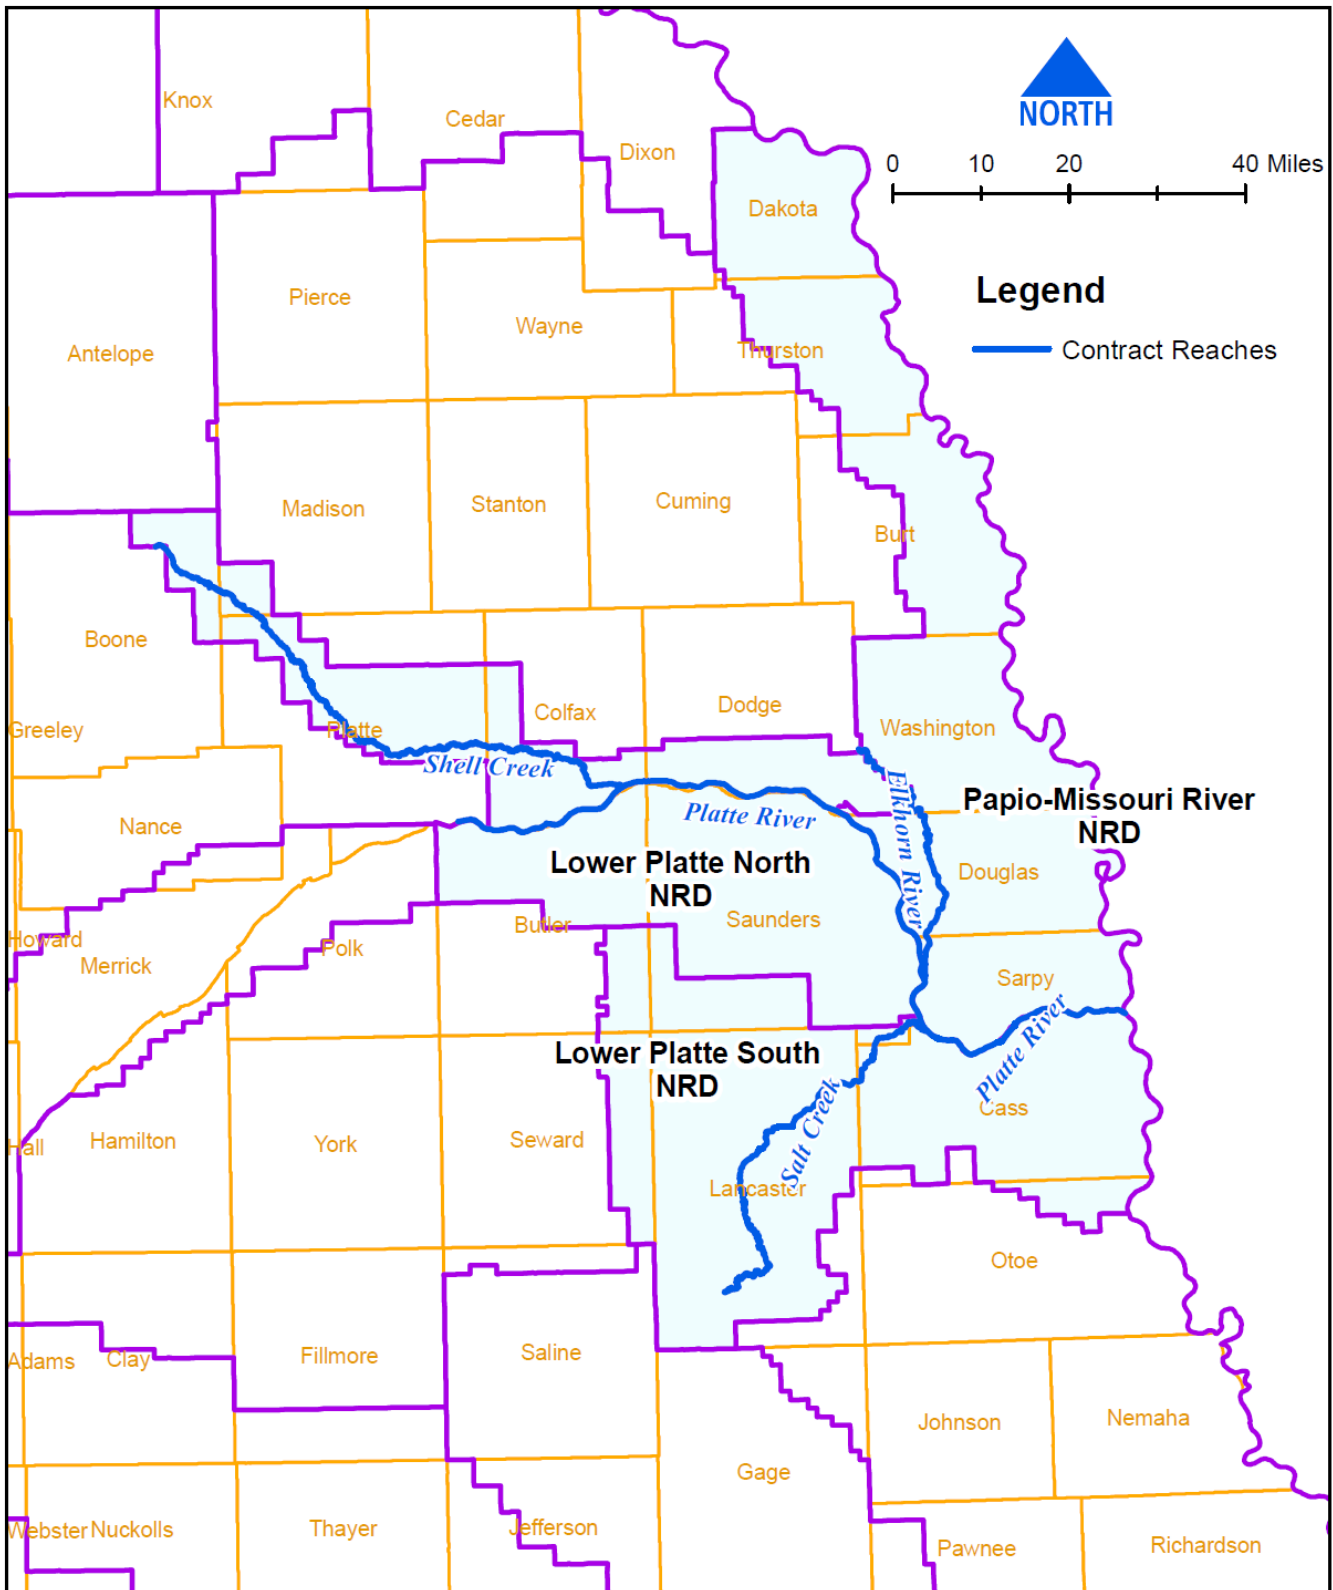 Knox
Cedar
Dixon
NORTH
0 10 20 40 Miles
Dakota
Legend
Contract Reaches
Pierce
Wayne
Antelope
Thurston
Madison
Stanton
Cuming
Burt
Boone
Greeley
Platte
Colfax
Dodge
Washington
Shell Creek
Platte River
Elkhorn River
Papio-Missouri River
NRD
Nance
Lower Platte North
NRD
Douglas
Saunders
Butler
Howard
Polk
Merrick
Sarpy
Platte River
Lower Platte South
NRD
Salt Creek
Cass
Hall
Hamilton
York
Seward
Lancaster
Otoe
Adams
Clay
Fillmore
Saline
Johnson
Nemaha
Gage
Webster
Nuckolls
Thayer
Jefferson
Pawnee
Richardson